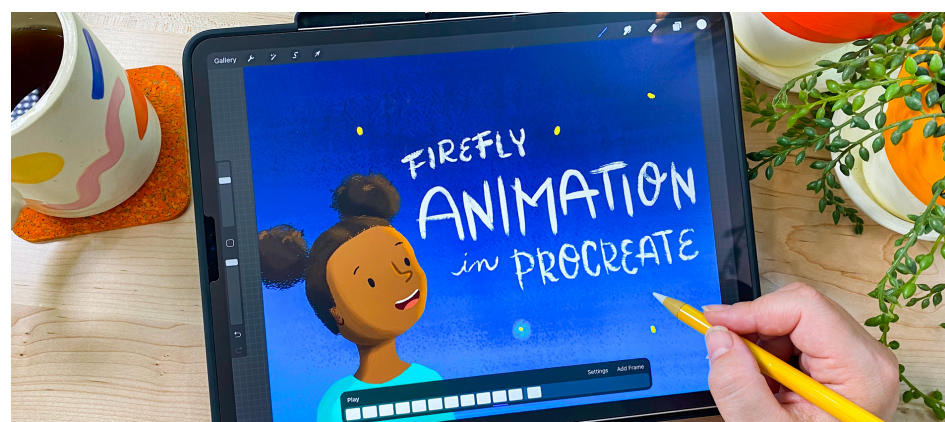 Gallery
FIREFLY
ANIMATION
in PROCREATE
Settings Add Frame
Play